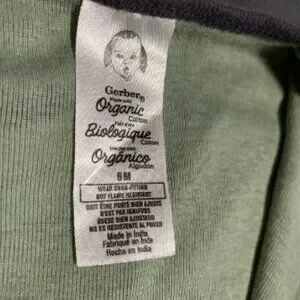 Gerber®
Made with
Organic
Cotton
Fait avec
Biologique
Coton
Hecho con
Orgánico
Algodón
6M
WEAR SNUG-FITTING
NOT FLAME RESISTANT
DOIT ÊTRE PORTÉ BIEN AJUSTÉ
N'EST PAS IGNIFUGE
ÚSESE BIEN AJUSTADO
NO ES RESISTENTE AL FUEGO
Made in India
Fabriqué en Inde
Hecho en India